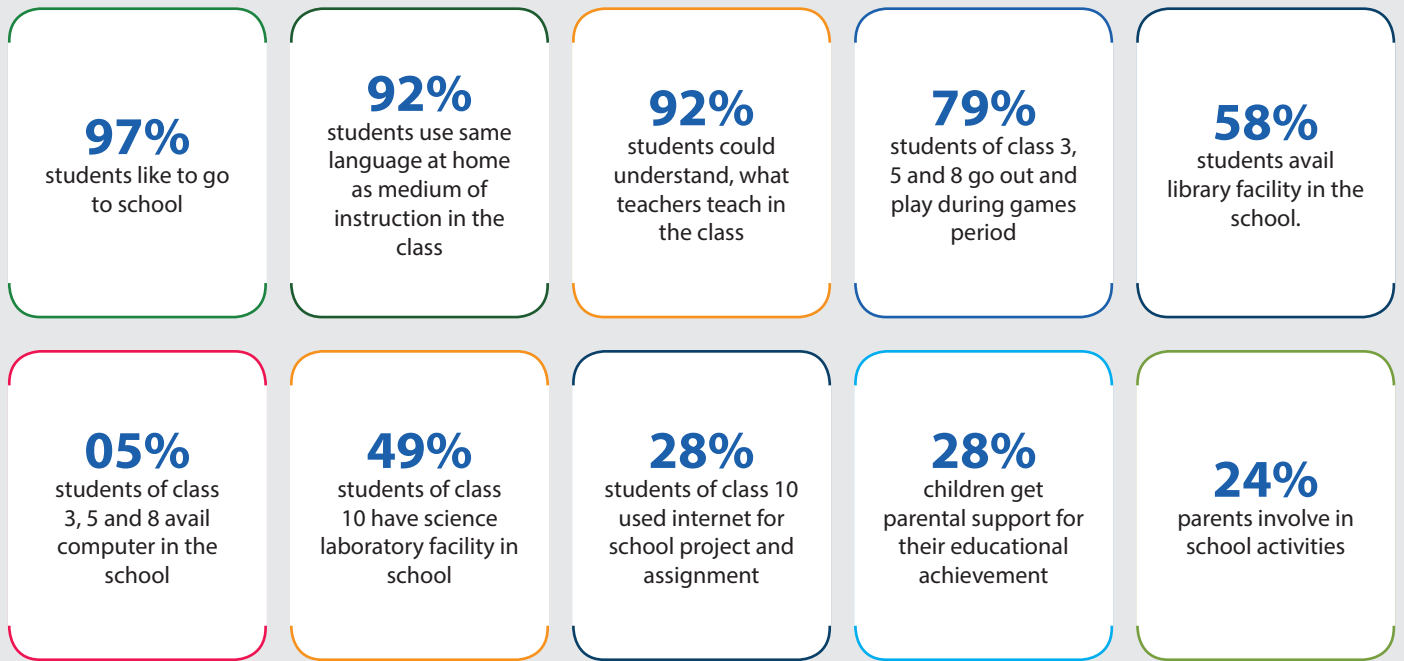 97%
students like to go
to school
92%
students use same
language at home
as medium of
instruction in the
class
92%
students could
understand, what
teachers teach in
the class
79%
students of class 3,
5 and 8 go out and
play during games
period
58%
students avail
library facility in the
school.
05%
students of class
3, 5 and 8 avail
computer in the
school
49%
students of class
10 have science
laboratory facility in
school
28%
students of class 10
used internet for
school project and
assignment
28%
children get
parental support for
their educational
achievement
24%
parents involve in
school activities